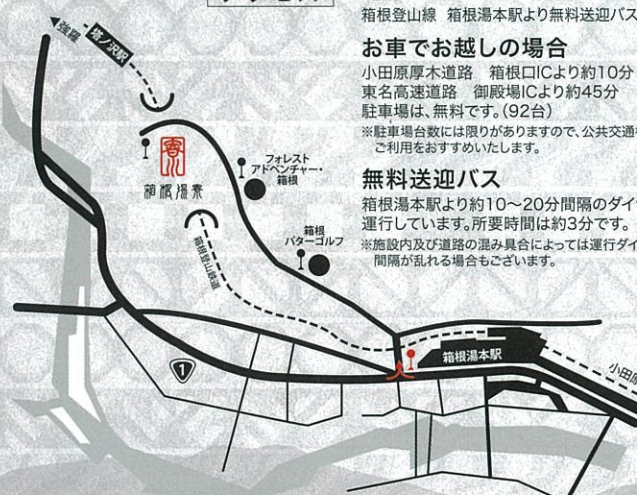 箱根登山線 箱根湯本駅より無料送迎バス
お車でお越しの場合
小田原厚木道路 箱根口ICより約10分
東名高速道路 御殿場ICより約45分
駐車場は、無料です。(92台)
※駐車場台数には限りがありますので、公共交通
ご利用をおすすめいたします。
無料送迎バス
箱根湯本駅より約10〜20分間隔のダイ
運行しています。所要時間は約3分です。
※施設内及び道路の混み具合によっては運行ダイ
間隔が乱れる場合もございます。
強羅
塔ノ沢駅
箱根湯寮
フォレスト
アドベンチャー・
箱根
箱根
パターゴルフ
箱根登山鉄道
1
箱根湯本駅
小田原